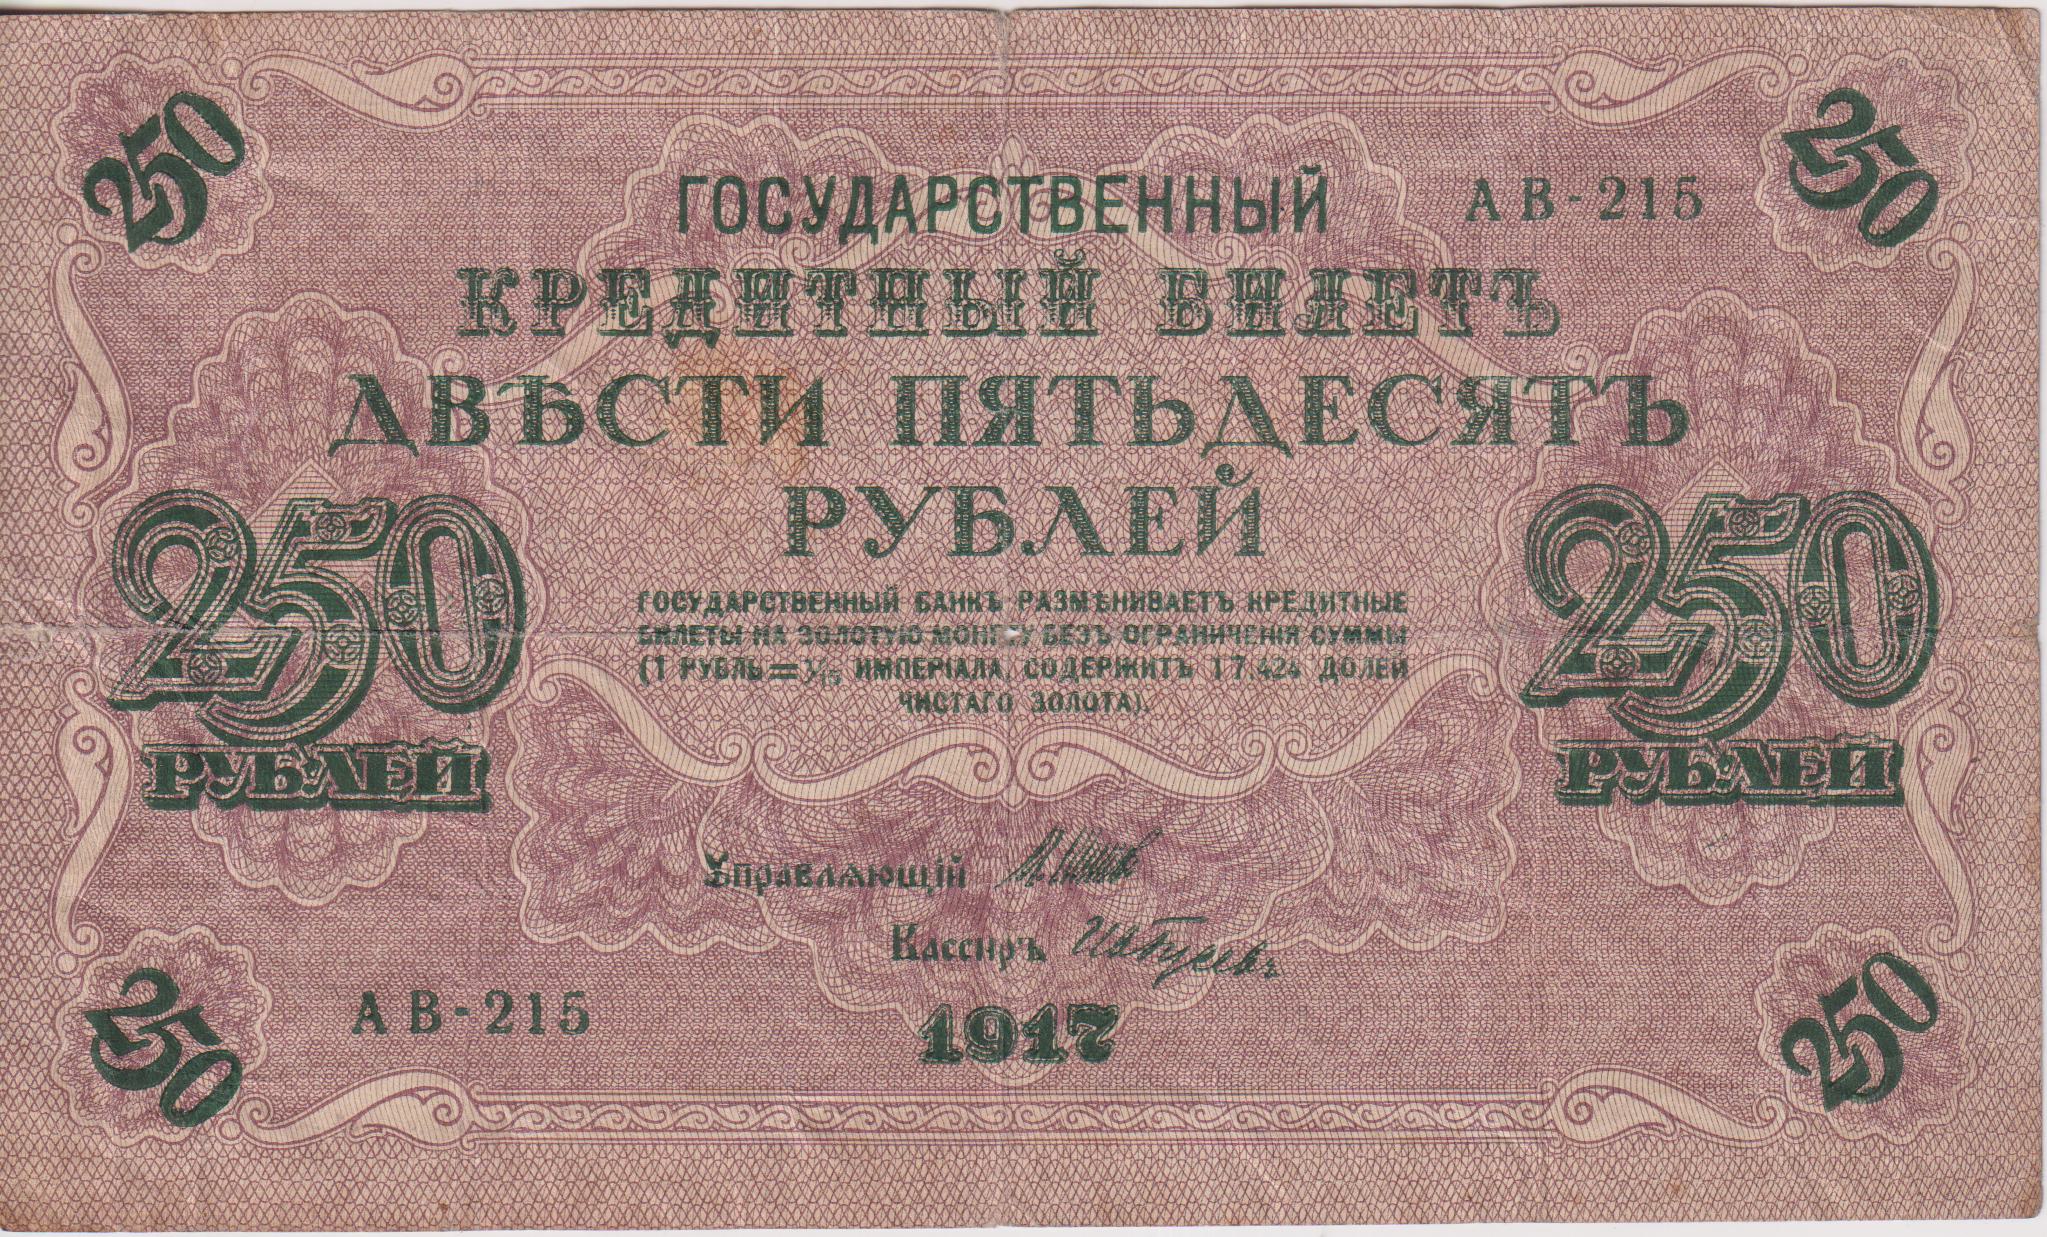 250
250
ГОСУДАРСТВЕННЫЙ
АВ-215
КРЕДИТНЫЙ БИЛЕТЪ
ДВѢСТИ ПЯТЬДЕСЯТЪ
РУБЛЕЙ
250
РУБЛЕЙ
250
РУБЛЕЙ
ГОСУДАРСТВЕННЫЙ БАНКЪ РАЗМѢНИВАЕТЪ КРЕДИТНЫЕ
БИЛЕТЫ НА ЗОЛОТУЮ МОНЕТУ БЕЗЪ ОГРАНИЧЕНІЯ СУММЫ
(1 РУБЛЬ=1/15 ИМПЕРІАЛА, СОДЕРЖИТЪ 17,424 ДОЛЕЙ
ЧИСТАГО ЗОЛОТА).
Управляющій
Кассиръ
АВ-215
1917
250
250